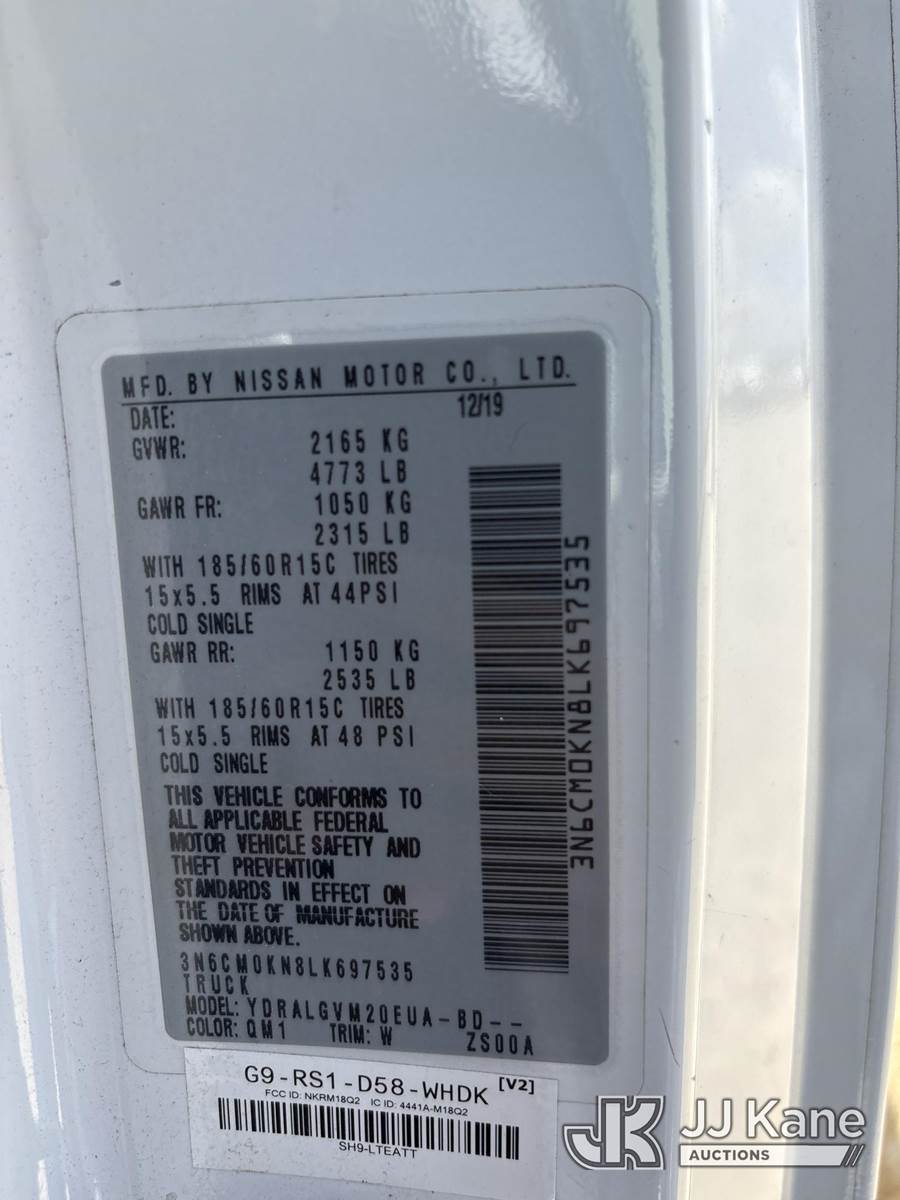 MFD. BY NISSAN MOTOR CO., LTD.
DATE: 12/19
GVWR: 2165 KG
4773 LB
GAWR FR: 1050 KG
2315 LB
WITH 185/60R15C TIRES
15x5.5 RIMS AT 44PSI
COLD SINGLE
GAWR RR: 1150 KG
2535 LB
WITH 185/60R15C TIRES
15x5.5 RIMS AT 48 PSI
COLD SINGLE
THIS VEHICLE CONFORMS TO
ALL APPLICABLE FEDERAL
MOTOR VEHICLE SAFETY AND
THEFT PREVENTION
STANDARDS IN EFFECT ON
THE DATE OF MANUFACTURE
SHOWN ABOVE.
3N6CM0KN8LK697535
TRUCK
MODEL: YDRALGVM20EUA-BD--
COLOR: QM1 TRIM: W ZS00A
3N6CM0KN8LK697535
G9-RS1-D58-WHDK [V2]
FCC ID: NKRM18Q2 IC ID: 4441A-M18Q2
SH9-LTEATT
JK JJ Kane
AUCTIONS